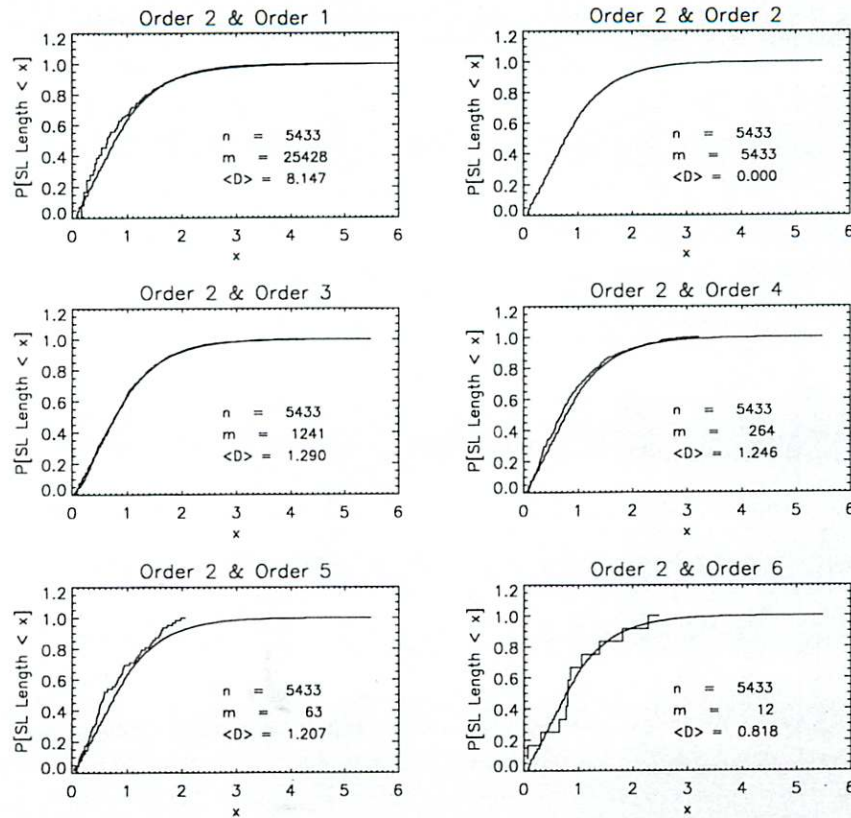 Order 2 & Order 1
P[SL Length < x]
1.2
1.0
0.8
0.6
0.4
0.2
0.0
n = 5433
m = 25428
<D> = 8.147
0 1 2 3 4 5 6
x
Order 2 & Order 2
P[SL Length < x]
1.2
1.0
0.8
0.6
0.4
0.2
0.0
n = 5433
m = 5433
<D> = 0.000
0 1 2 3 4 5 6
x
Order 2 & Order 3
P[SL Length < x]
1.2
1.0
0.8
0.6
0.4
0.2
0.0
n = 5433
m = 1241
<D> = 1.290
0 1 2 3 4 5 6
x
Order 2 & Order 4
P[SL Length < x]
1.2
1.0
0.8
0.6
0.4
0.2
0.0
n = 5433
m = 264
<D> = 1.246
0 1 2 3 4 5 6
x
Order 2 & Order 5
P[SL Length < x]
1.2
1.0
0.8
0.6
0.4
0.2
0.0
n = 5433
m = 63
<D> = 1.207
0 1 2 3 4 5 6
x
Order 2 & Order 6
P[SL Length < x]
1.2
1.0
0.8
0.6
0.4
0.2
0.0
n = 5433
m = 12
<D> = 0.818
0 1 2 3 4 5 6
x